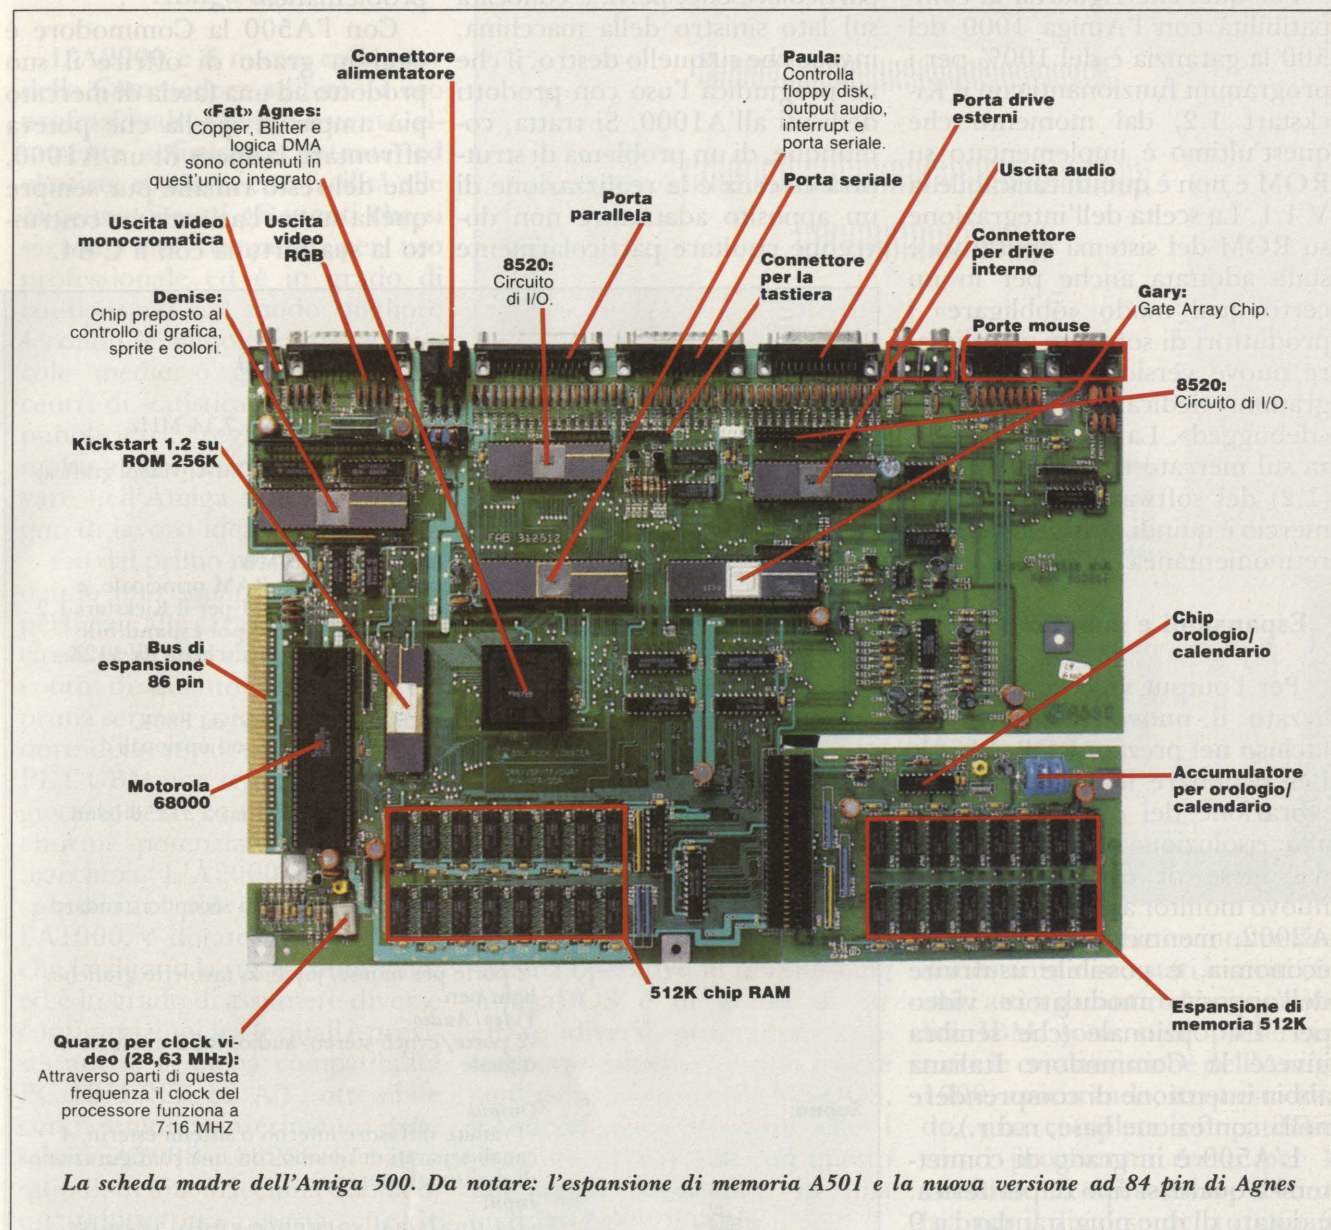 Connettore
alimentatore
«Fat» Agnes:
Copper, Blitter e
logica DMA
sono contenuti in
quest'unico integrato.
Uscita video
monocromatica
Uscita
video
RGB
Denise:
Chip preposto al
controllo di grafica,
sprite e colori.
8520:
Circuito
di I/O.
Porta
parallela
Paula:
Controlla
floppy disk,
output audio,
interrupt e
porta seriale.
Porta seriale
Connettore
per la
tastiera
Porta drive
esterni
Uscita audio
Connettore
per drive
interno
Gary:
Gate Array Chip.
Porte mouse
8520:
Circuito di I/O.
Kickstart 1.2 su
ROM 256K
FAB 312512
Bus di
espansione
86 pin
Motorola
68000
Chip
orologio/
calendario
Accumulatore
per orologio/
calendario
512K chip RAM
Espansione di
memoria 512K
Quarzo per clock vi-
deo (28,63 MHz):
Attraverso parti di questa
frequenza il clock del
processore funziona a
7,16 MHZ
La scheda madre dell'Amiga 500. Da notare: l'espansione di memoria A501 e la nuova versione ad 84 pin di Agnes